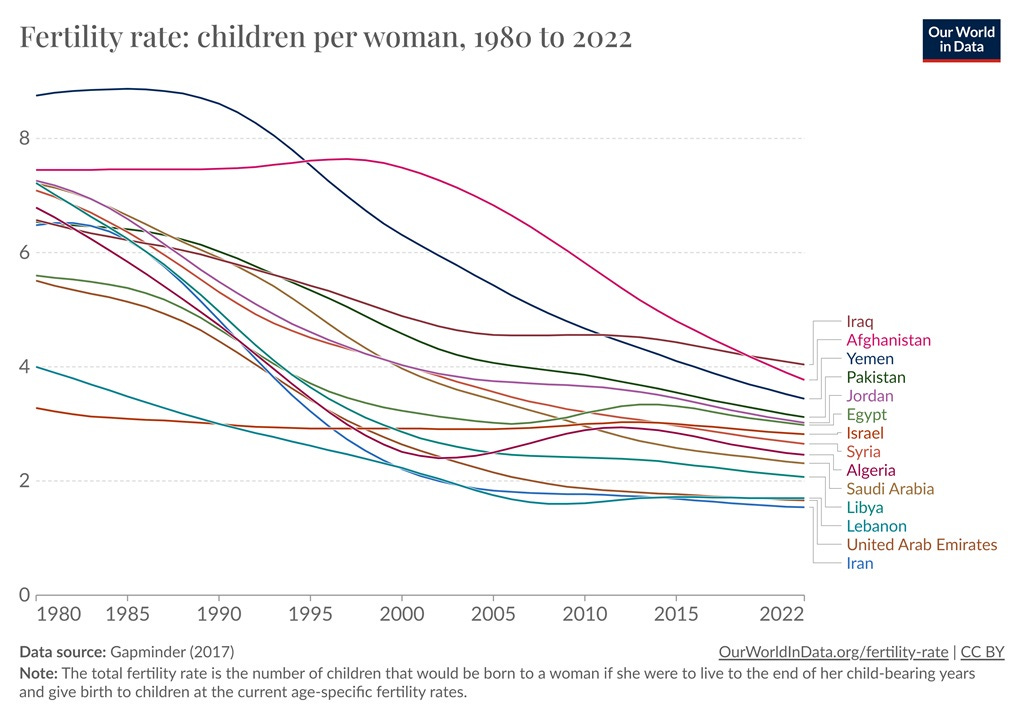 Fertility rate: children per woman, 1980 to 2022
Our World
in Data
8
6
4
2
0
1980 1985 1990 1995 2000 2005 2010 2015 2022
Iraq
Afghanistan
Yemen
Pakistan
Jordan
Egypt
Israel
Syria
Algeria
Saudi Arabia
Libya
Lebanon
United Arab Emirates
Iran
Data source: Gapminder (2017)
OurWorldInData.org/fertility-rate | CC BY
Note: The total fertility rate is the number of children that would be born to a woman if she were to live to the end of her child-bearing years
and give birth to children at the current age-specific fertility rates.